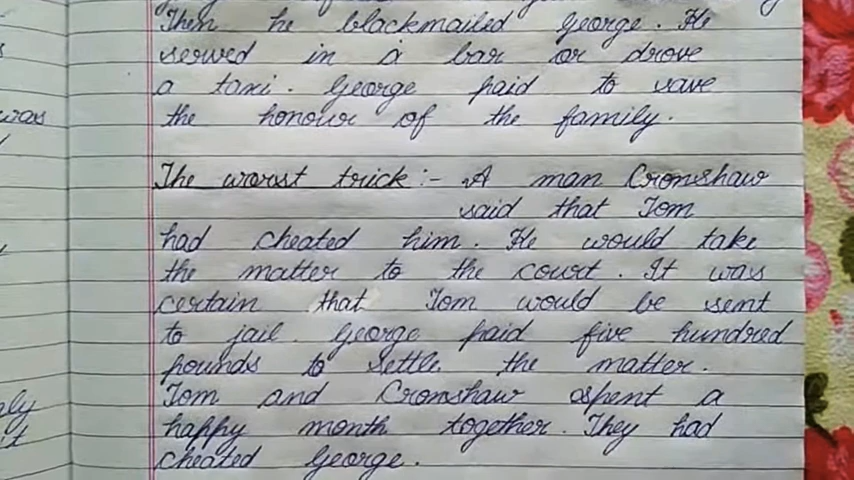 Then he blackmailed George. He
served in a bar or drove
a taxi. George paid to save
was
the honour of the family.
The worst trick :- A man Cronshaw
said that Tom
had cheated him. He would take
the matter to the court. It was
certain that Tom would be sent
to jail. George paid five hundred
pounds to settle the matter.
Tom and Cronshaw spent a
happy month together. They had
it
cheated George.